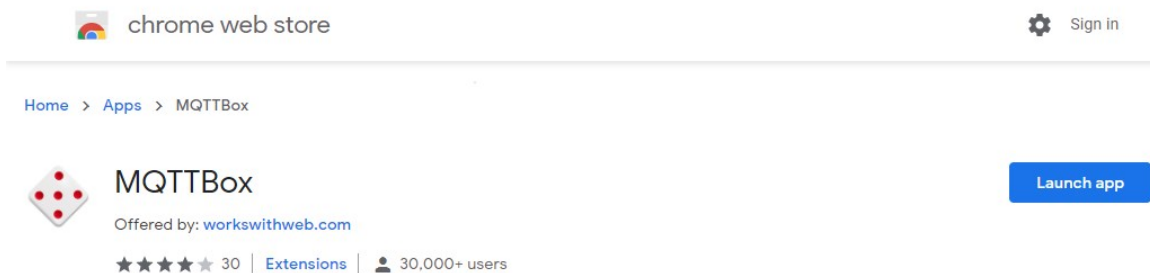 chrome web store
Sign in
Home > Apps > MQTTBox
MQTTBox
Launch app
Offered by: workswithweb.com
30 | Extensions | 30,000+ users